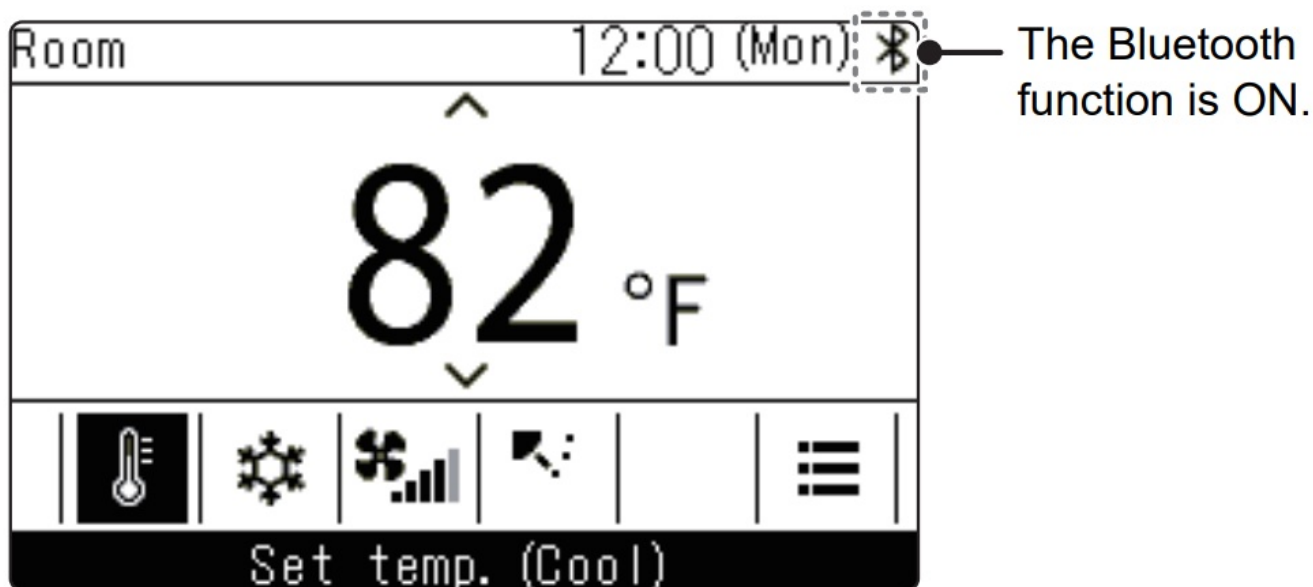 Room 12:00 (Mon)
The Bluetooth
function is ON.
82 °F
Set temp. (Cool)